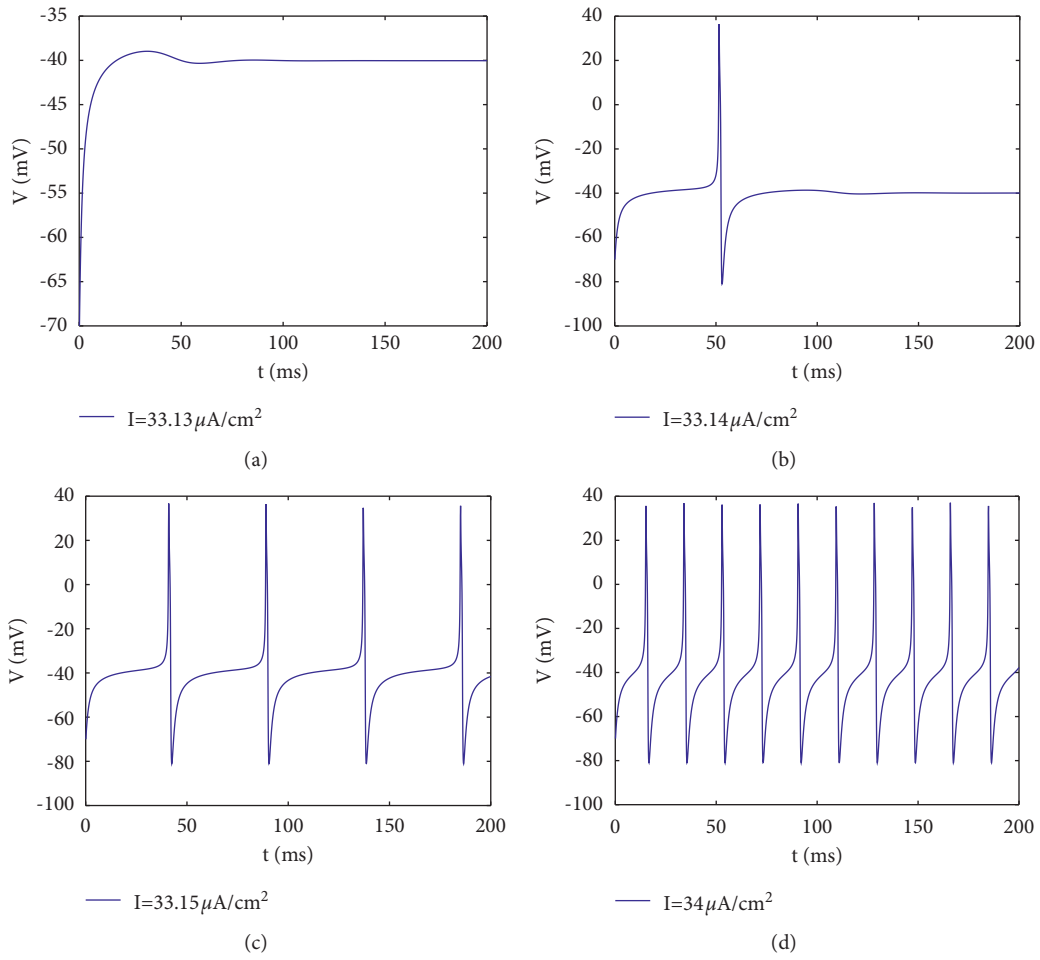 -35
-40
-45
-50
-55
-60
-65
-70
V (mV)
0 50 100 150 200
t (ms)
I=33.13μA/cm²
(a)
40
20
0
-20
-40
-60
-80
-100
V (mV)
0 50 100 150 200
t (ms)
I=33.14μA/cm²
(b)
40
20
0
-20
-40
-60
-80
-100
V (mV)
0 50 100 150 200
t (ms)
I=33.15μA/cm²
(c)
40
20
0
-20
-40
-60
-80
-100
V (mV)
0 50 100 150 200
t (ms)
I=34μA/cm²
(d)